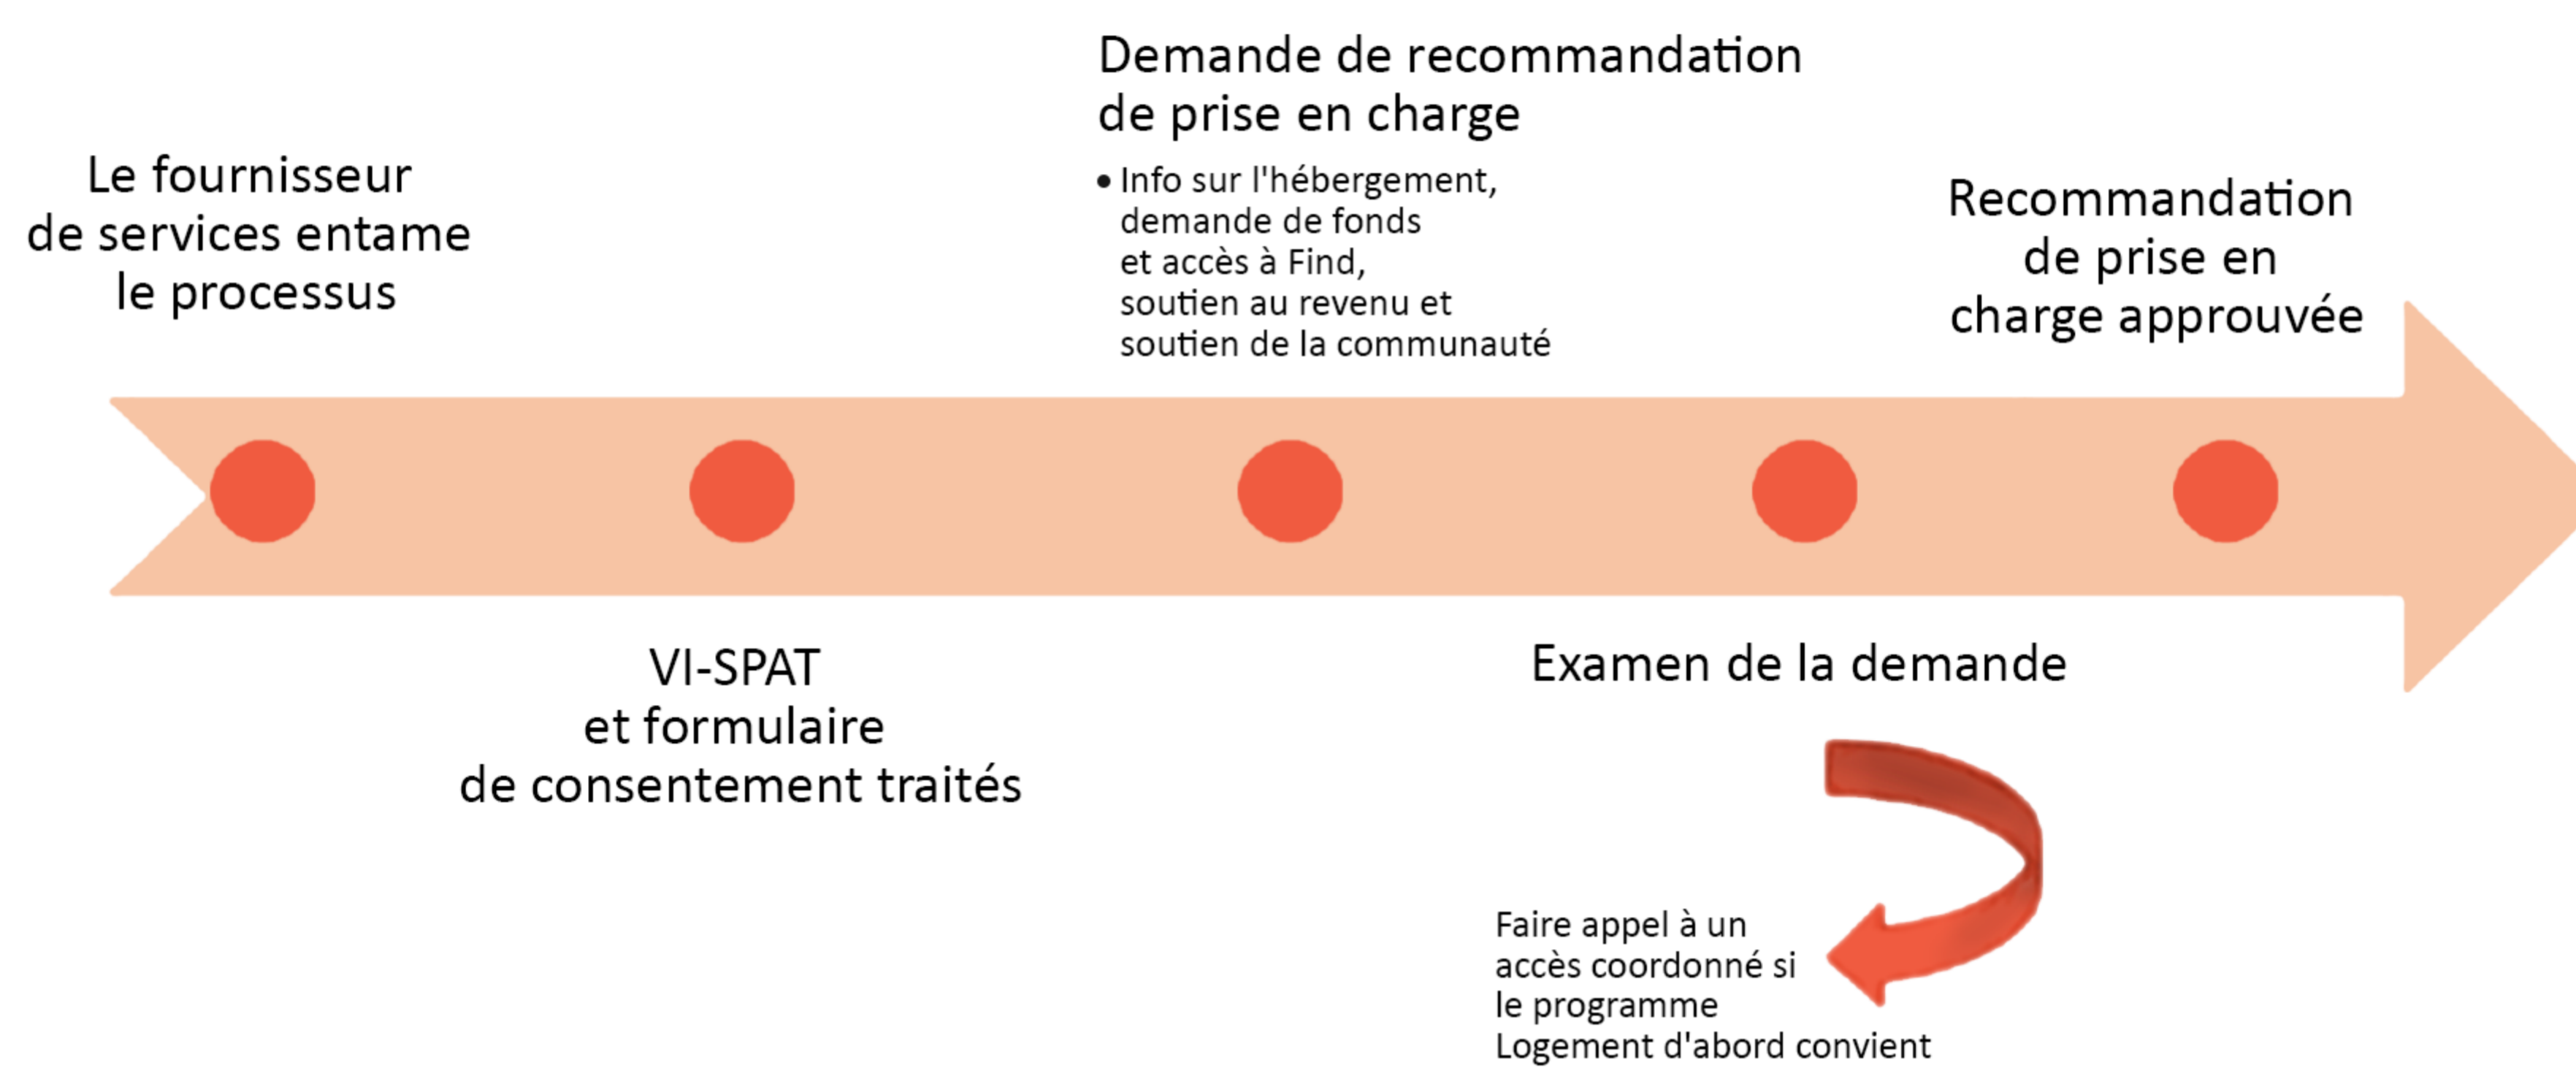 Le fournisseur
de services entame
le processus
VI-SPAT
et formulaire
de consentement traités
Demande de recommandation
de prise en charge
• Info sur l'hébergement,
demande de fonds
et accès à Find,
soutien au revenu et
soutien de la communauté
Examen de la demande
Faire appel à un
accès coordonné si
le programme
Logement d'abord convient
Recommandation
de prise en
charge approuvée